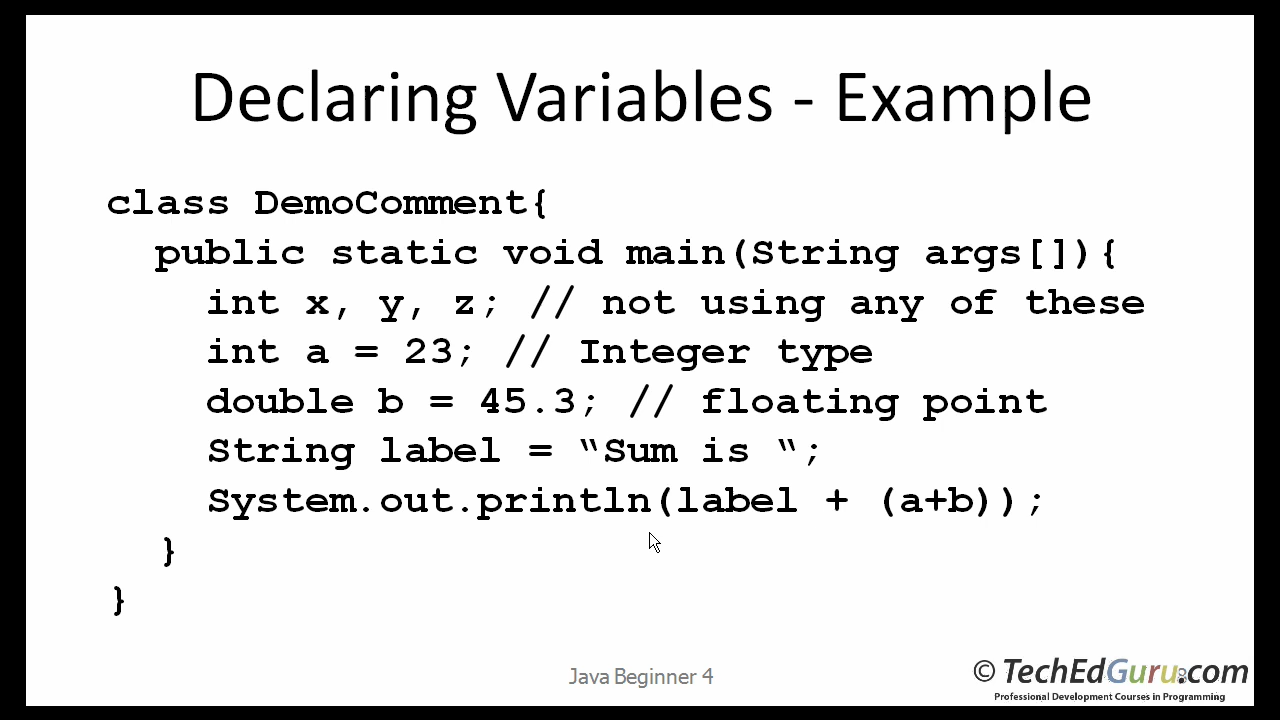 Declaring Variables - Example
class DemoComment{
public static void main(String args[]){
int x, y, z; // not using any of these
int a = 23; // Integer type
double b = 45.3; // floating point
String label = “Sum is “;
System.out.println(label + (a+b));
}
}
Java Beginner 4
© TechEdGuru.com
Professional Development Courses in Programming